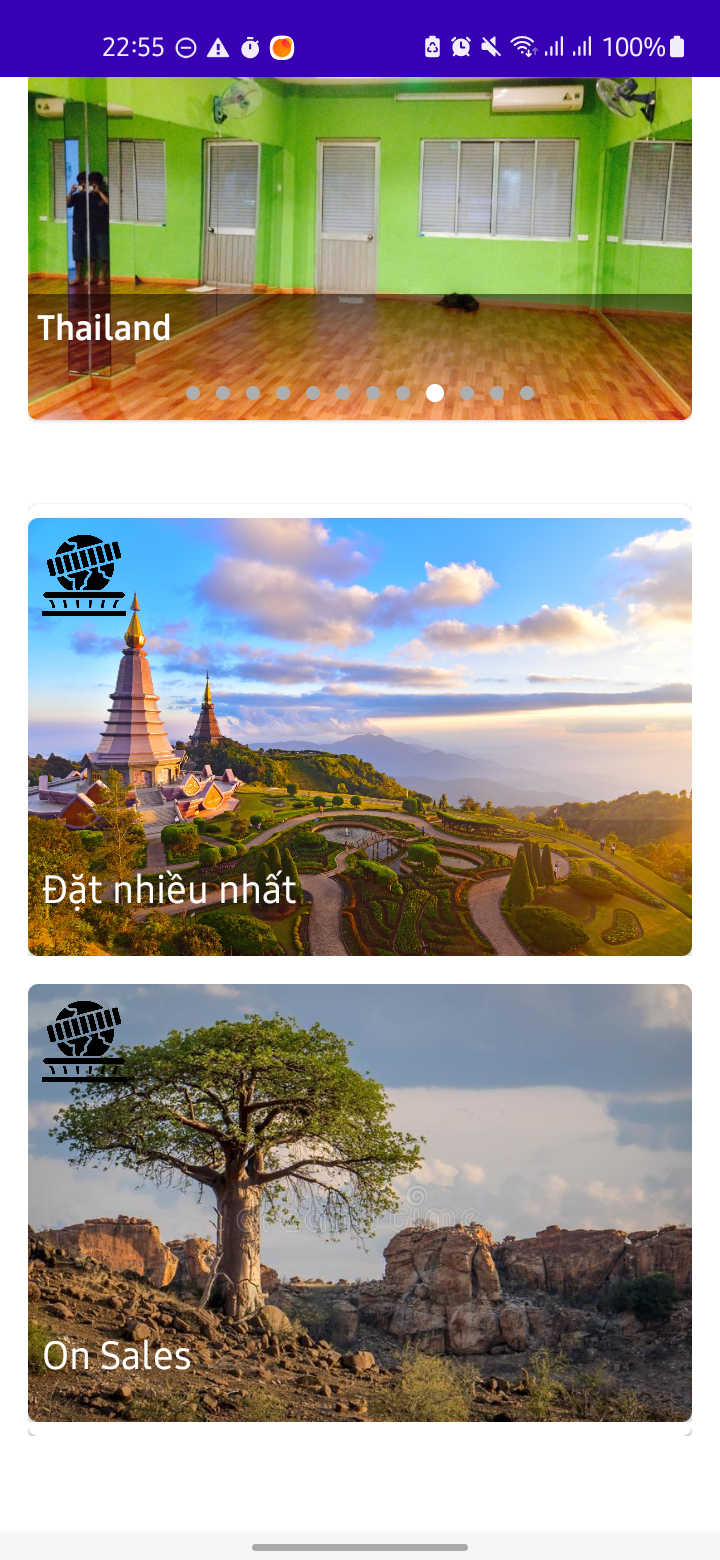 22:55
100%
Thailand
Đặt nhiều nhất
On Sales